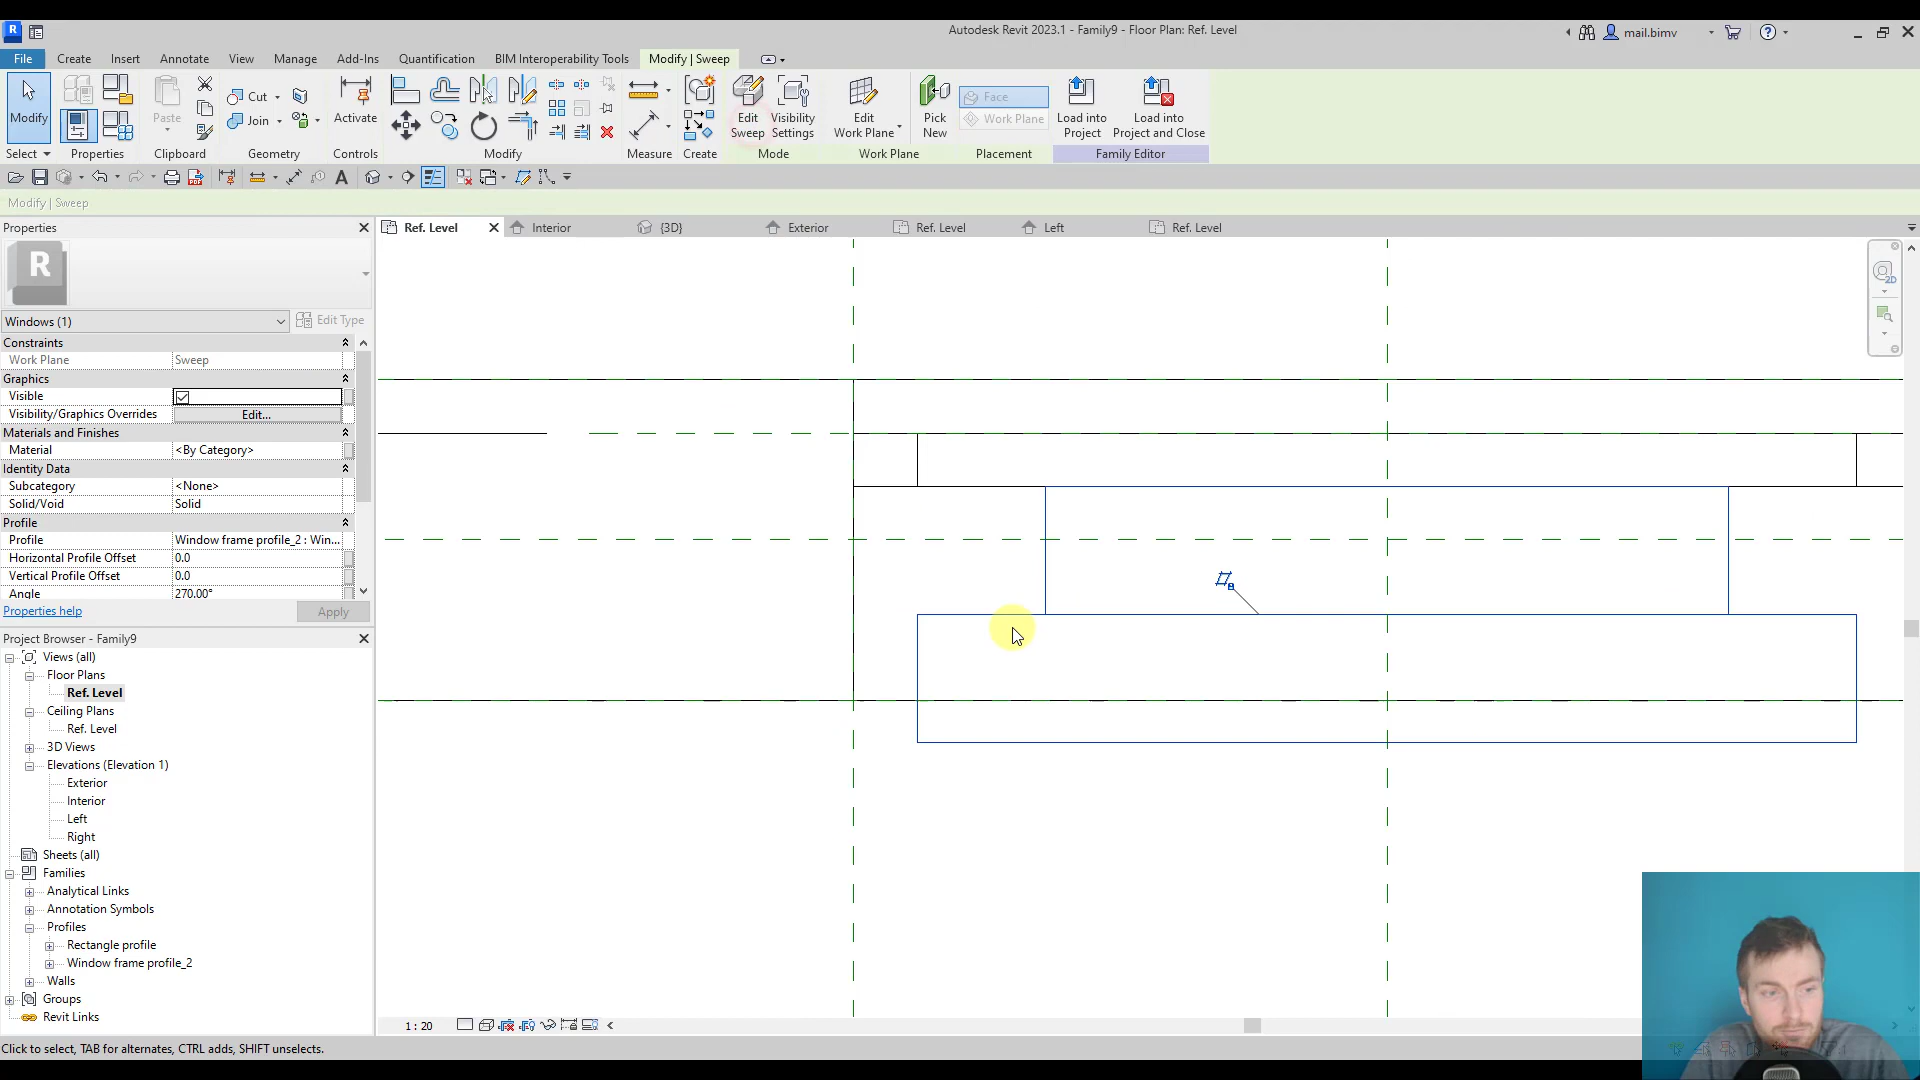 Autodesk Revit 2023.1 - Family9 - Floor Plan: Ref. Level
mail.bimv
File Create Insert Annotate View Manage Add-Ins Quantification BIM Interoperability Tools Modify | Sweep
Modify
Paste
Cut
Join
Activate
Edit Sweep
Visibility Settings
Edit Work Plane
Pick New
Face
Work Plane
Load into Project
Load into Project and Close
Select Properties Clipboard Geometry Controls Modify Measure Create Mode Work Plane Placement Family Editor
Modify | Sweep
Properties
Ref. Level Interior {3D} Exterior Ref. Level Left Ref. Level
R
Windows (1) Edit Type
Constraints
Work Plane Sweep
Graphics
Visible
Visibility/Graphics Overrides Edit...
Materials and Finishes
Material <By Category>
Identity Data
Subcategory <None>
Solid/Void Solid
Profile
Profile Window frame profile_2 : Win...
Horizontal Profile Offset 0.0
Vertical Profile Offset 0.0
Angle 270.00°
Properties help Apply
Project Browser - Family9
Views (all)
Floor Plans
Ref. Level
Ceiling Plans
Ref. Level
3D Views
Elevations (Elevation 1)
Exterior
Interior
Left
Right
Sheets (all)
Families
Analytical Links
Annotation Symbols
Profiles
Rectangle profile
Window frame profile_2
Walls
Groups
Revit Links
1 : 20
Click to select, TAB for alternates, CTRL adds, SHIFT unselects.